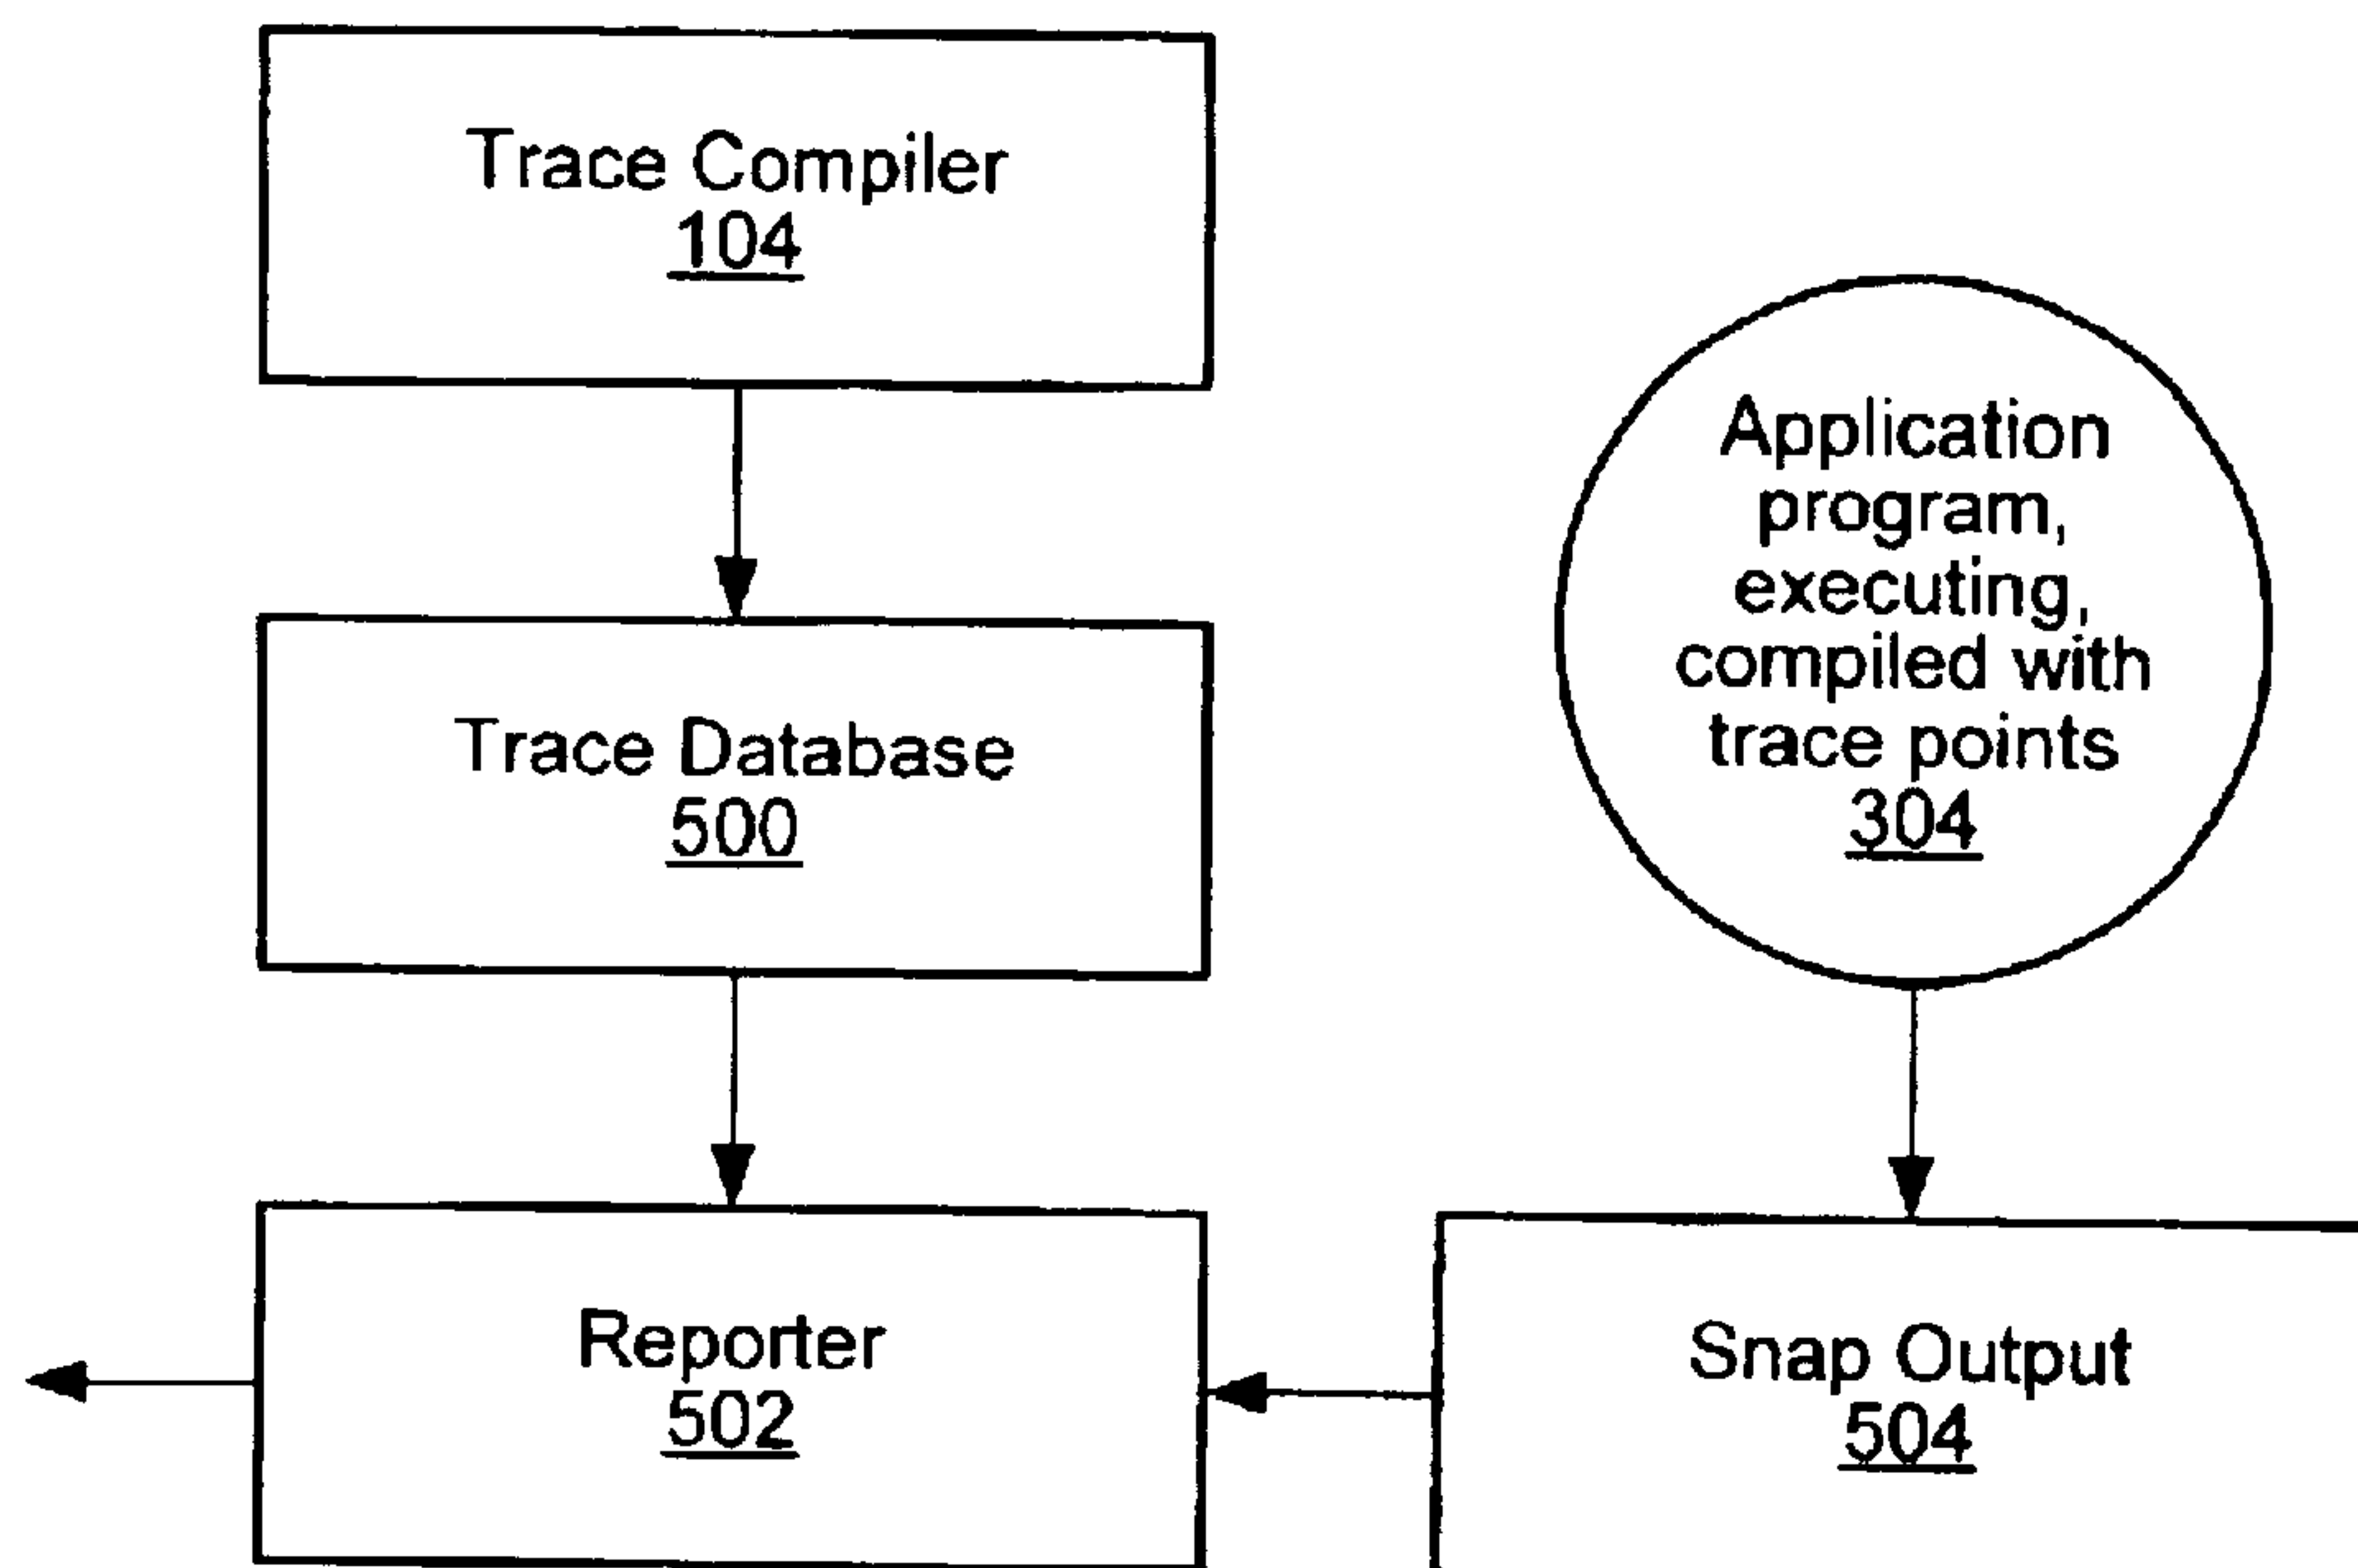 Trace Compiler
104
Application
program,
executing,
compiled with
trace points
304
Trace Database
500
Reporter
502
Snap Output
504